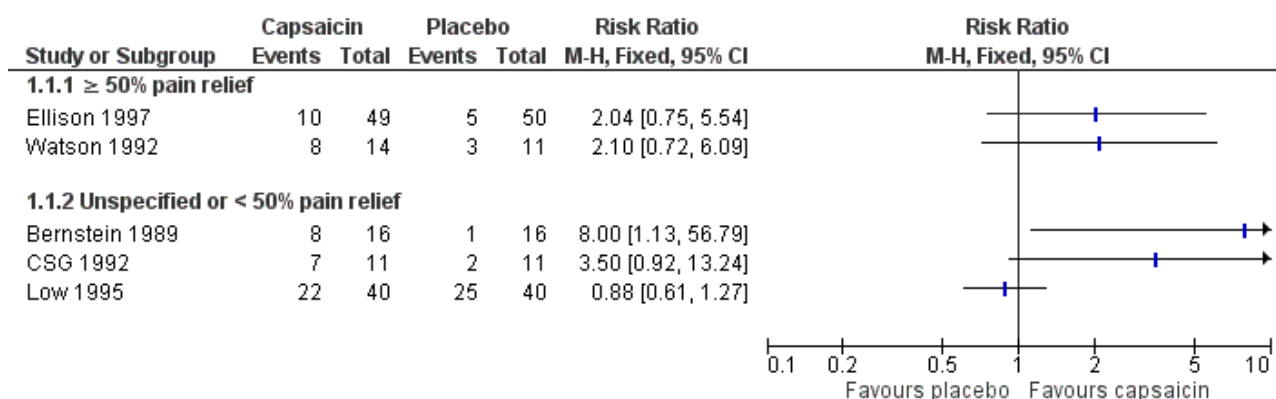 Capsaicin Placebo Risk Ratio Risk Ratio
Study or Subgroup Events Total Events Total M-H, Fixed, 95% CI M-H, Fixed, 95% CI
1.1.1 ≥ 50% pain relief
Ellison 1997 10 49 5 50 2.04 [0.75, 5.54]
Watson 1992 8 14 3 11 2.10 [0.72, 6.09]
1.1.2 Unspecified or < 50% pain relief
Bernstein 1989 8 16 1 16 8.00 [1.13, 56.79]
CSG 1992 7 11 2 11 3.50 [0.92, 13.24]
Low 1995 22 40 25 40 0.88 [0.61, 1.27]
0.1 0.2 0.5 1 2 5 10
Favours placebo Favours capsaicin